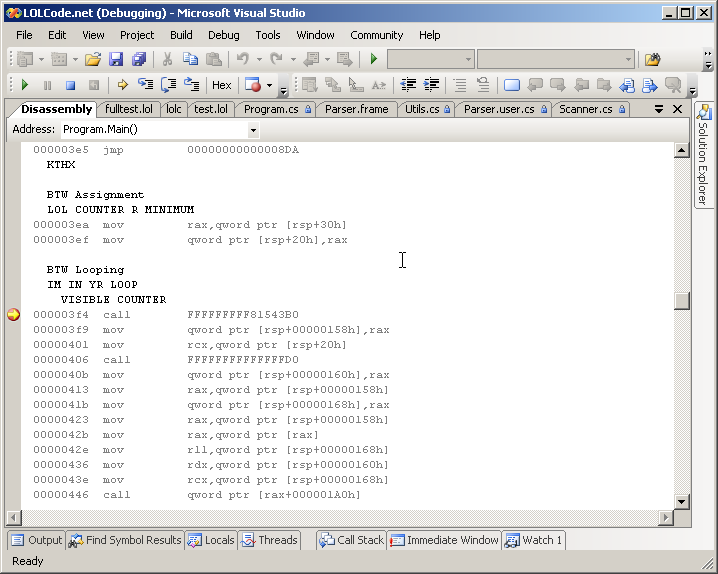 LOLCode.net (Debugging) - Microsoft Visual Studio
File Edit View Project Build Debug Tools Window Community Help
Hex
Disassembly fulltest.lol lolc test.lol Program.cs Parser.frame Utils.cs Parser.user.cs Scanner.cs
Address: Program.Main()
000003e5 jmp 00000000000008DA
KTHX
BTW Assignment
LOL COUNTER R MINIMUM
000003ea mov rax,qword ptr [rsp+30h]
000003ef mov qword ptr [rsp+20h],rax
BTW Looping
IM IN YR LOOP
VISIBLE COUNTER
000003f4 call FFFFFFFFFF81543B0
000003f9 mov qword ptr [rsp+00000158h],rax
00000401 mov rcx,qword ptr [rsp+20h]
00000406 call FFFFFFFFFFFFFFD0
0000040b mov qword ptr [rsp+00000160h],rax
00000413 mov rax,qword ptr [rsp+00000158h]
0000041b mov qword ptr [rsp+00000168h],rax
00000423 mov rax,qword ptr [rsp+00000158h]
0000042b mov rax,qword ptr [rax]
0000042e mov r11,qword ptr [rsp+00000168h]
00000436 mov rdx,qword ptr [rsp+00000160h]
0000043e mov rcx,qword ptr [rsp+00000168h]
00000446 call qword ptr [rax+000001A0h]
Solution Explorer
Output Find Symbol Results Locals Threads Call Stack Immediate Window Watch 1
Ready